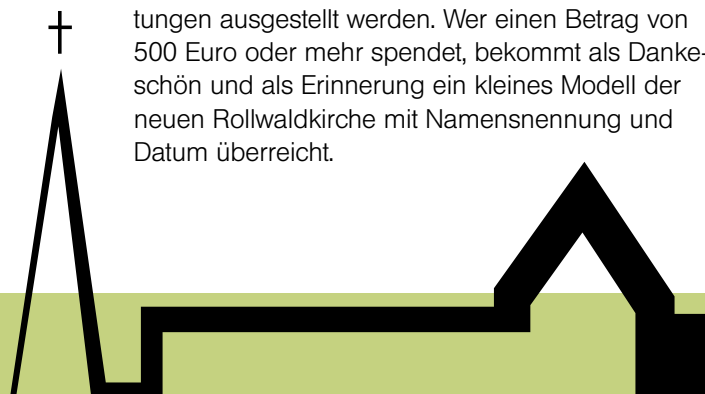 tungen ausgestellt werden. Wer einen Betrag von
500 Euro oder mehr spendet, bekommt als Danke-
schön und als Erinnerung ein kleines Modell der
neuen Rollwaldkirche mit Namensnennung und
Datum überreicht.